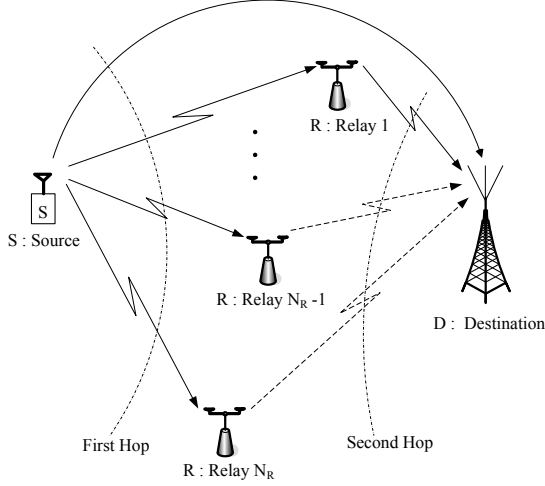 R : Relay 1
S
S : Source
R : Relay N_R -1
D : Destination
First Hop
Second Hop
R : Relay N_R